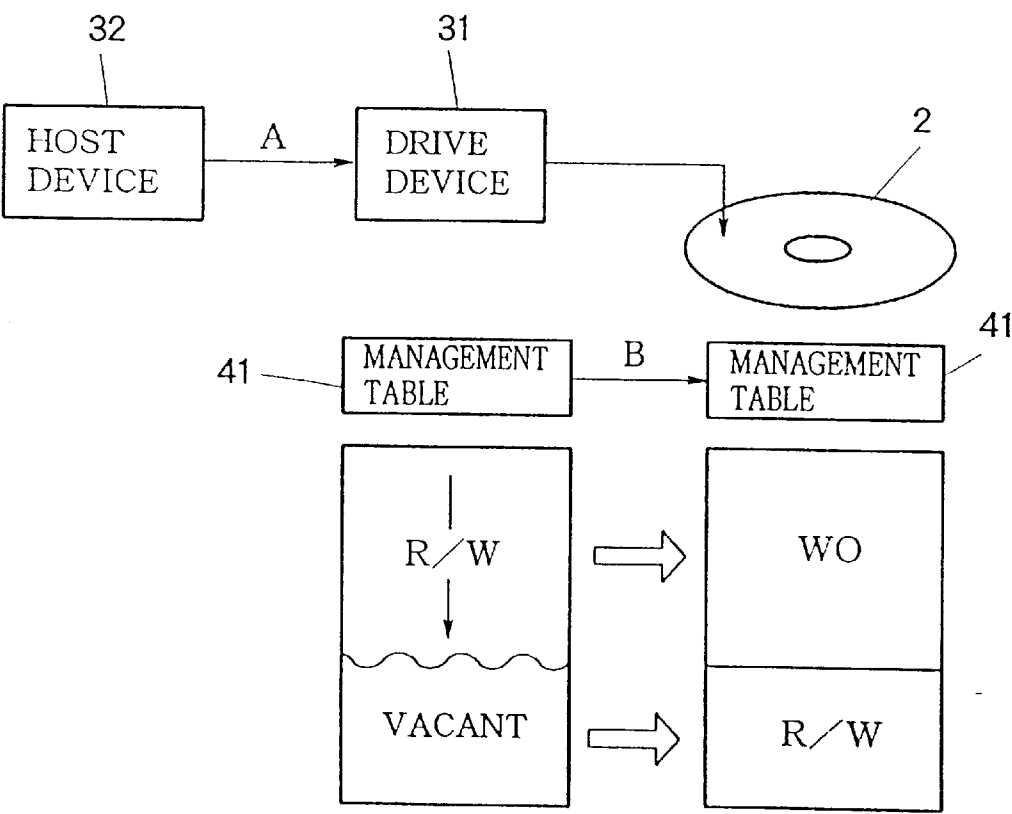 32
31
2
HOST
DEVICE
A
DRIVE
DEVICE
41
MANAGEMENT
TABLE
B
MANAGEMENT
TABLE
41
R/W
WO
VACANT
R/W